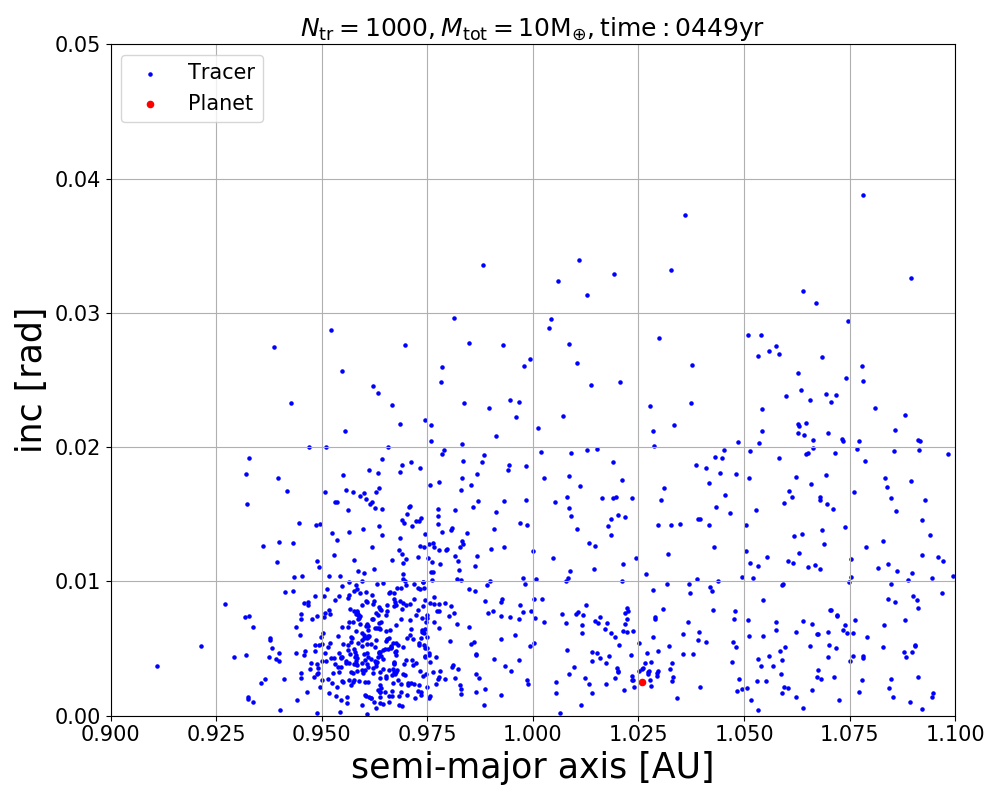 N_tr = 1000, M_tot = 10M_⊕, time : 0449yr
0.05
Tracer
Planet
0.04
0.03
0.02
0.01
0.00
inc [rad]
0.900 0.925 0.950 0.975 1.000 1.025 1.050 1.075 1.100
semi-major axis [AU]